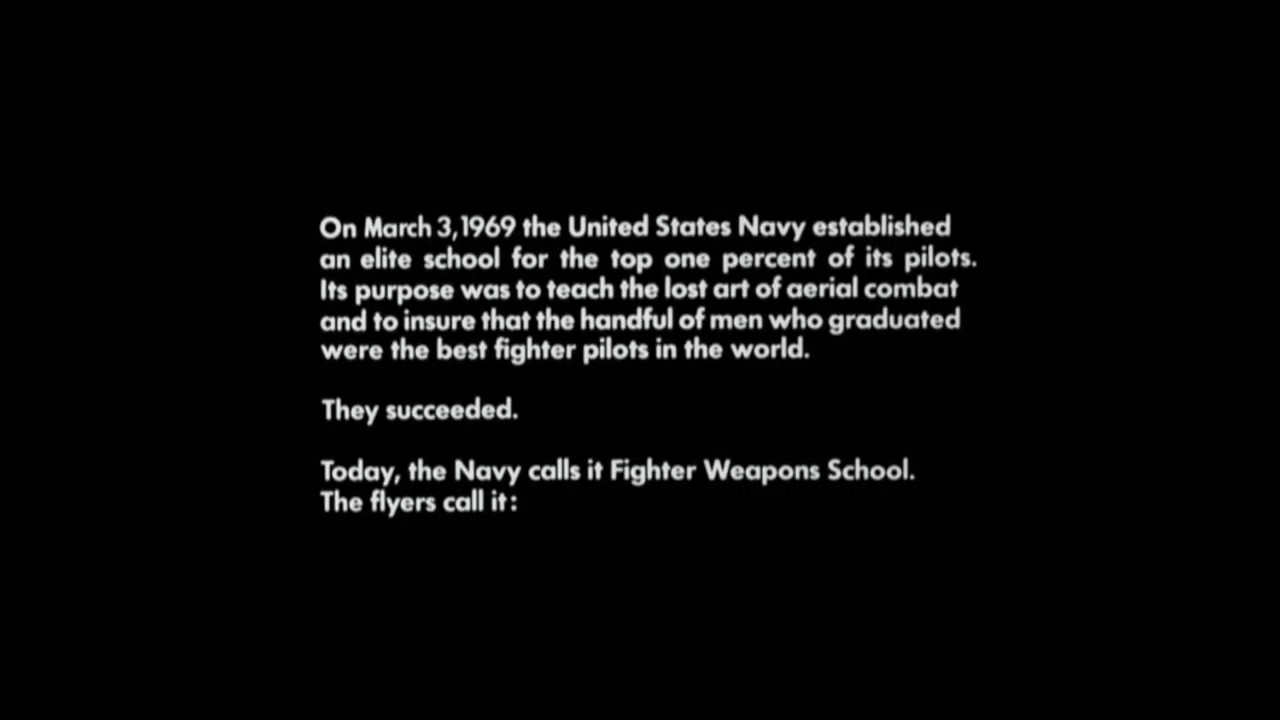 On March 3, 1969 the United States Navy established
an elite school for the top one percent of its pilots.
Its purpose was to teach the lost art of aerial combat
and to insure that the handful of men who graduated
were the best fighter pilots in the world.
They succeeded.
Today, the Navy calls it Fighter Weapons School.
The flyers call it: